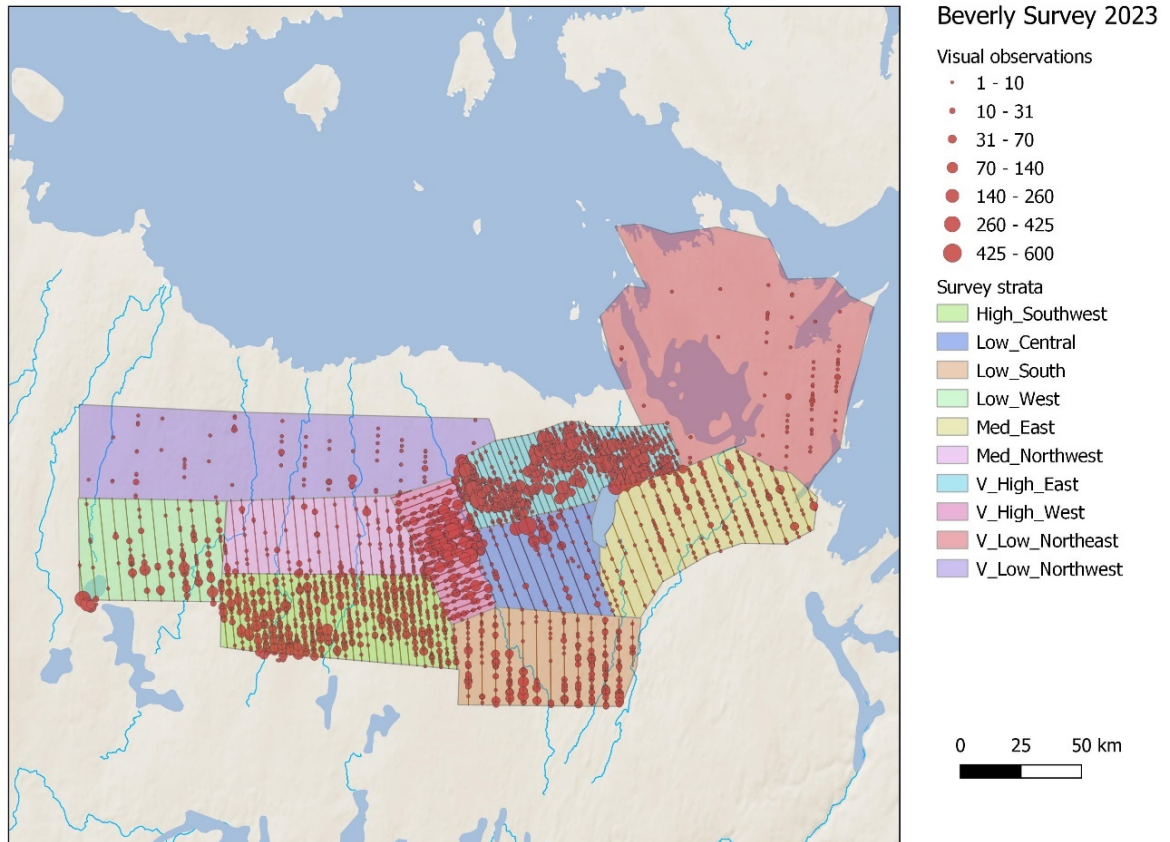 Beverly Survey 2023
Visual observations
1 - 10
10 - 31
31 - 70
70 - 140
140 - 260
260 - 425
425 - 600
Survey strata
High_Southwest
Low_Central
Low_South
Low_West
Med_East
Med_Northwest
V_High_East
V_High_West
V_Low_Northeast
V_Low_Northwest
0 25 50 km